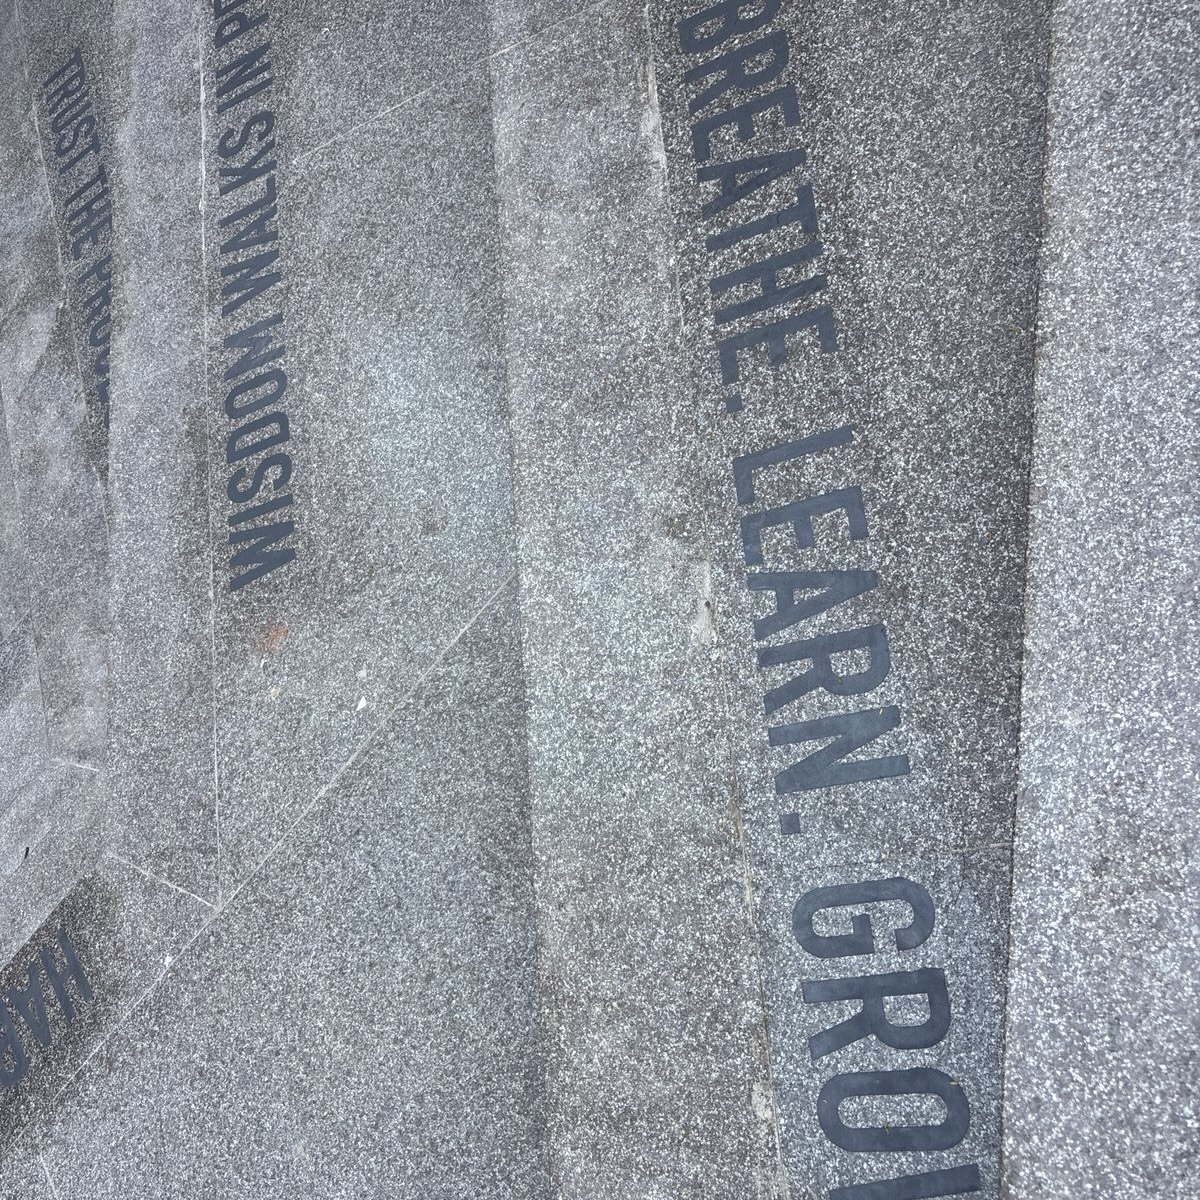 TRUST THE
WISDOM WALKS IN
BREATHE. LEARN.